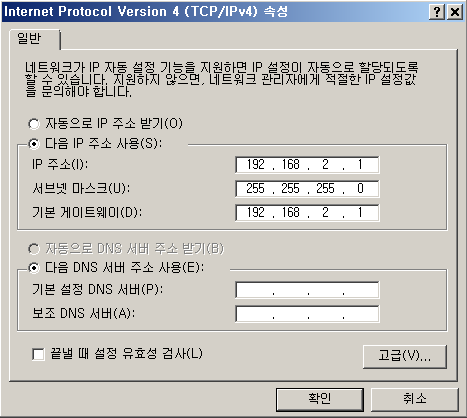 Internet Protocol Version 4 (TCP/IPv4) 속성
일반
네트워크가 IP 자동 설정 기능을 지원하면 IP 설정이 자동으로 할당되도록
할 수 있습니다. 지원하지 않으면, 네트워크 관리자에게 적절한 IP 설정값
을 문의해야 합니다.
자동으로 IP 주소 받기(O)
다음 IP 주소 사용(S):
IP 주소(I): 192 . 168 . 2 . 1
서브넷 마스크(U): 255 . 255 . 255 . 0
기본 게이트웨이(D): 192 . 168 . 2 . 1
자동으로 DNS 서버 주소 받기(B)
다음 DNS 서버 주소 사용(E):
기본 설정 DNS 서버(P): . . .
보조 DNS 서버(A): . . .
끝낼 때 설정 유효성 검사(L)
고급(V)...
확인
취소